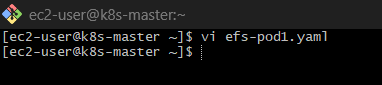 ec2-user@k8s-master:~
[ec2-user@k8s-master ~]$ vi efs-pod1.yaml
[ec2-user@k8s-master ~]$